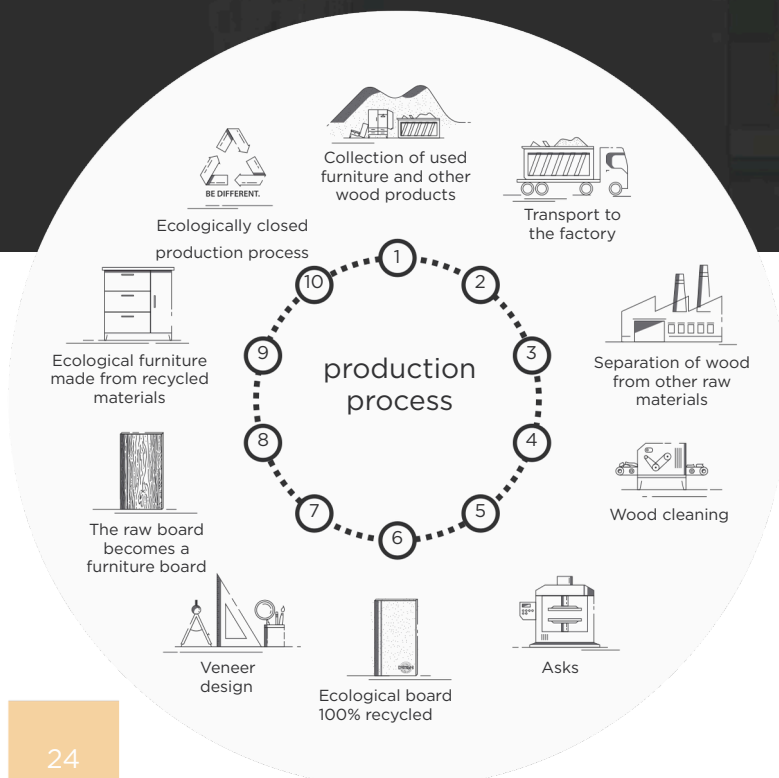 Collection of used
furniture and other
wood products
Transport to
the factory
Separation of wood
from other raw
materials
Wood cleaning
Asks
Ecological board
100% recycled
Veneer
design
The raw board
becomes a
furniture board
Ecological furniture
made from recycled
materials
BE DIFFERENT.
Ecologically closed
production process
1
2
3
4
5
6
7
8
9
10
production
process
24